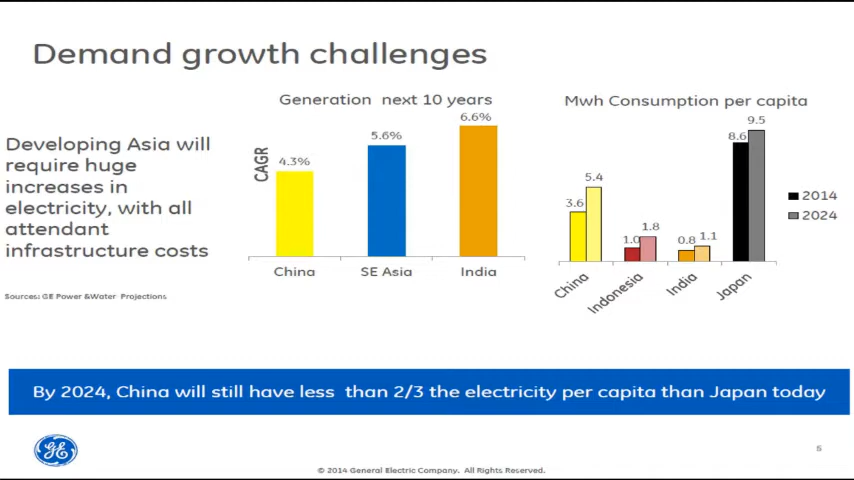 Demand growth challenges
Developing Asia will
require huge
increases in
electricity, with all
attendant
infrastructure costs
Sources: GE Power &Water Projections
Generation next 10 years
CAGR
4.3%
5.6%
6.6%
China
SE Asia
India
Mwh Consumption per capita
3.6
5.4
1.0
1.8
0.8
1.1
8.6
9.5
China
Indonesia
India
Japan
2014
2024
By 2024, China will still have less than 2/3 the electricity per capita than Japan today
GE
5
© 2014 General Electric Company. All Rights Reserved.